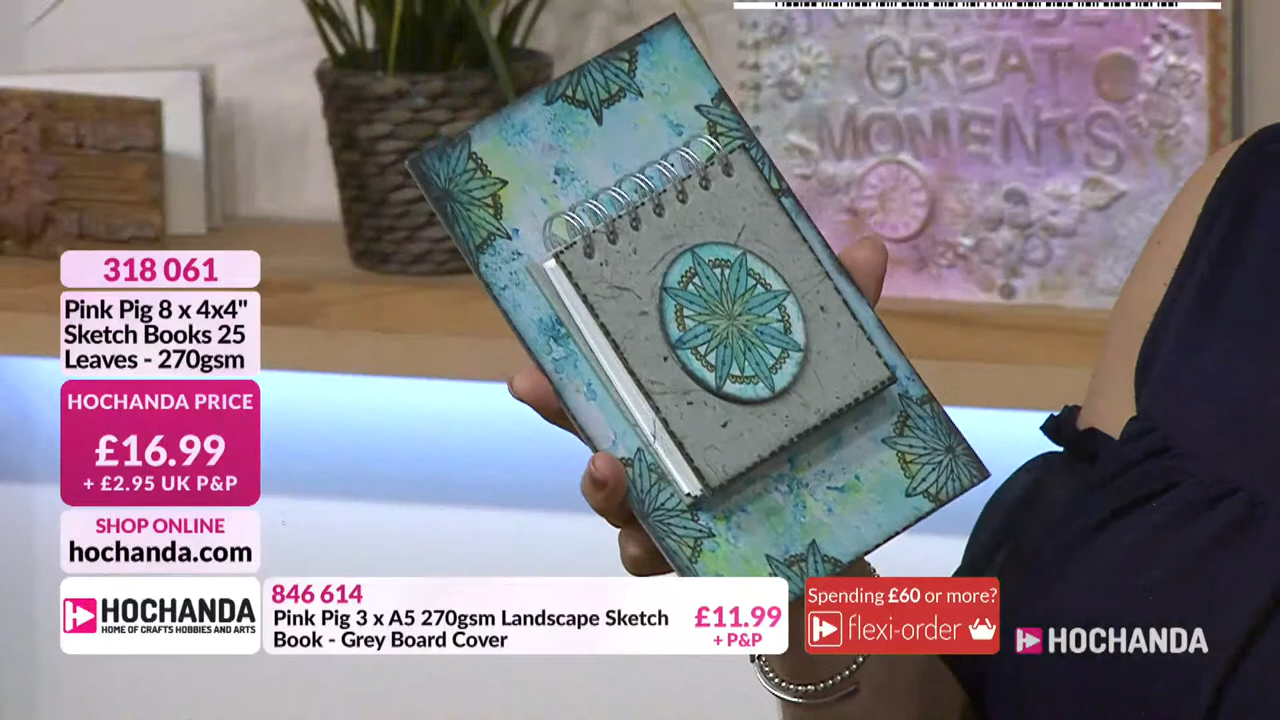 GREAT
MOMENTS
318 061
Pink Pig 8 x 4x4"
Sketch Books 25
Leaves - 270gsm
HOCHANDA PRICE
£16.99
+ £2.95 UK P&P
SHOP ONLINE
hochanda.com
HOCHANDA
HOME OF CRAFTS HOBBIES AND ARTS
846 614
Pink Pig 3 x A5 270gsm Landscape Sketch
Book - Grey Board Cover
£11.99
+ P&P
Spending £60 or more?
flexi-order
HOCHANDA